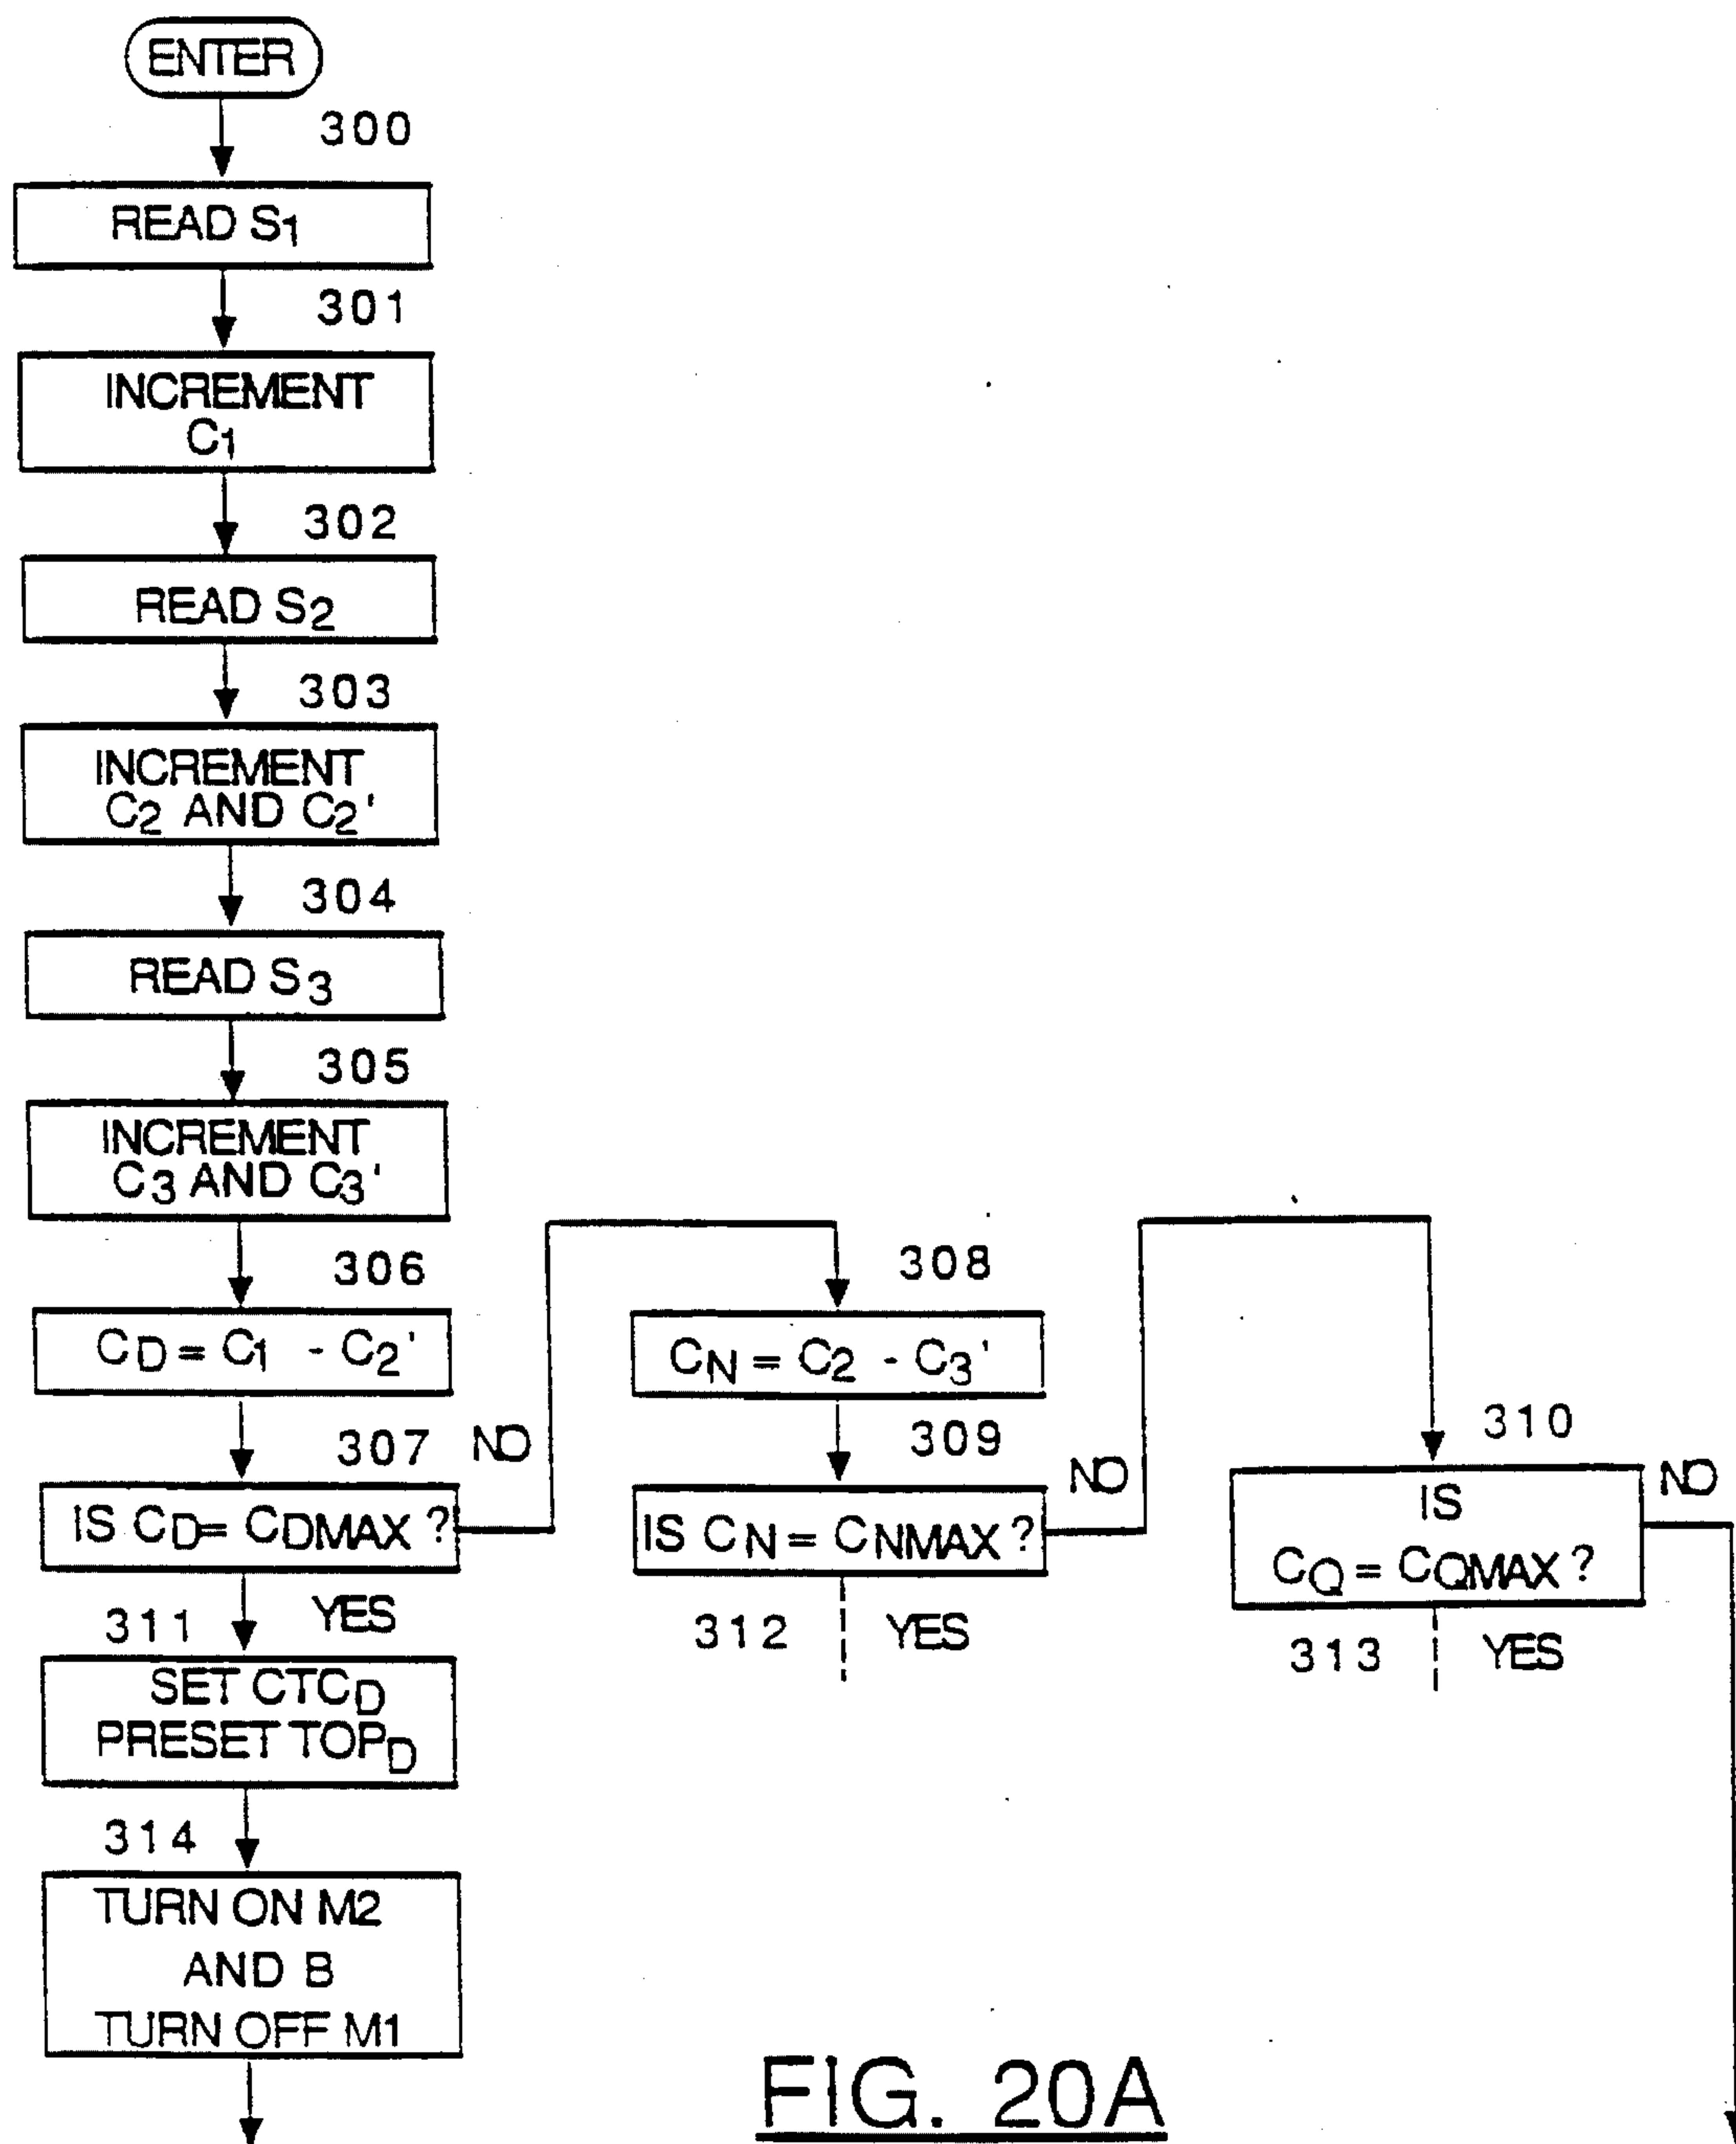 ENTER
300
READ S1
301
INCREMENT
C1
302
READ S2
303
INCREMENT
C2 AND C2'
304
READ S3
305
INCREMENT
C3 AND C3'
306
CD = C1 - C2'
307
NO
IS CD = CDMAX ?
YES
308
CN = C2 - C3'
309
NO
IS CN = CNMAX ?
312
YES
310
NO
IS
CQ = CQMAX ?
313
YES
311
SET CTCD
PRESET TOPD
314
TURN ON M2
AND B
TURN OFF M1
FIG. 20A